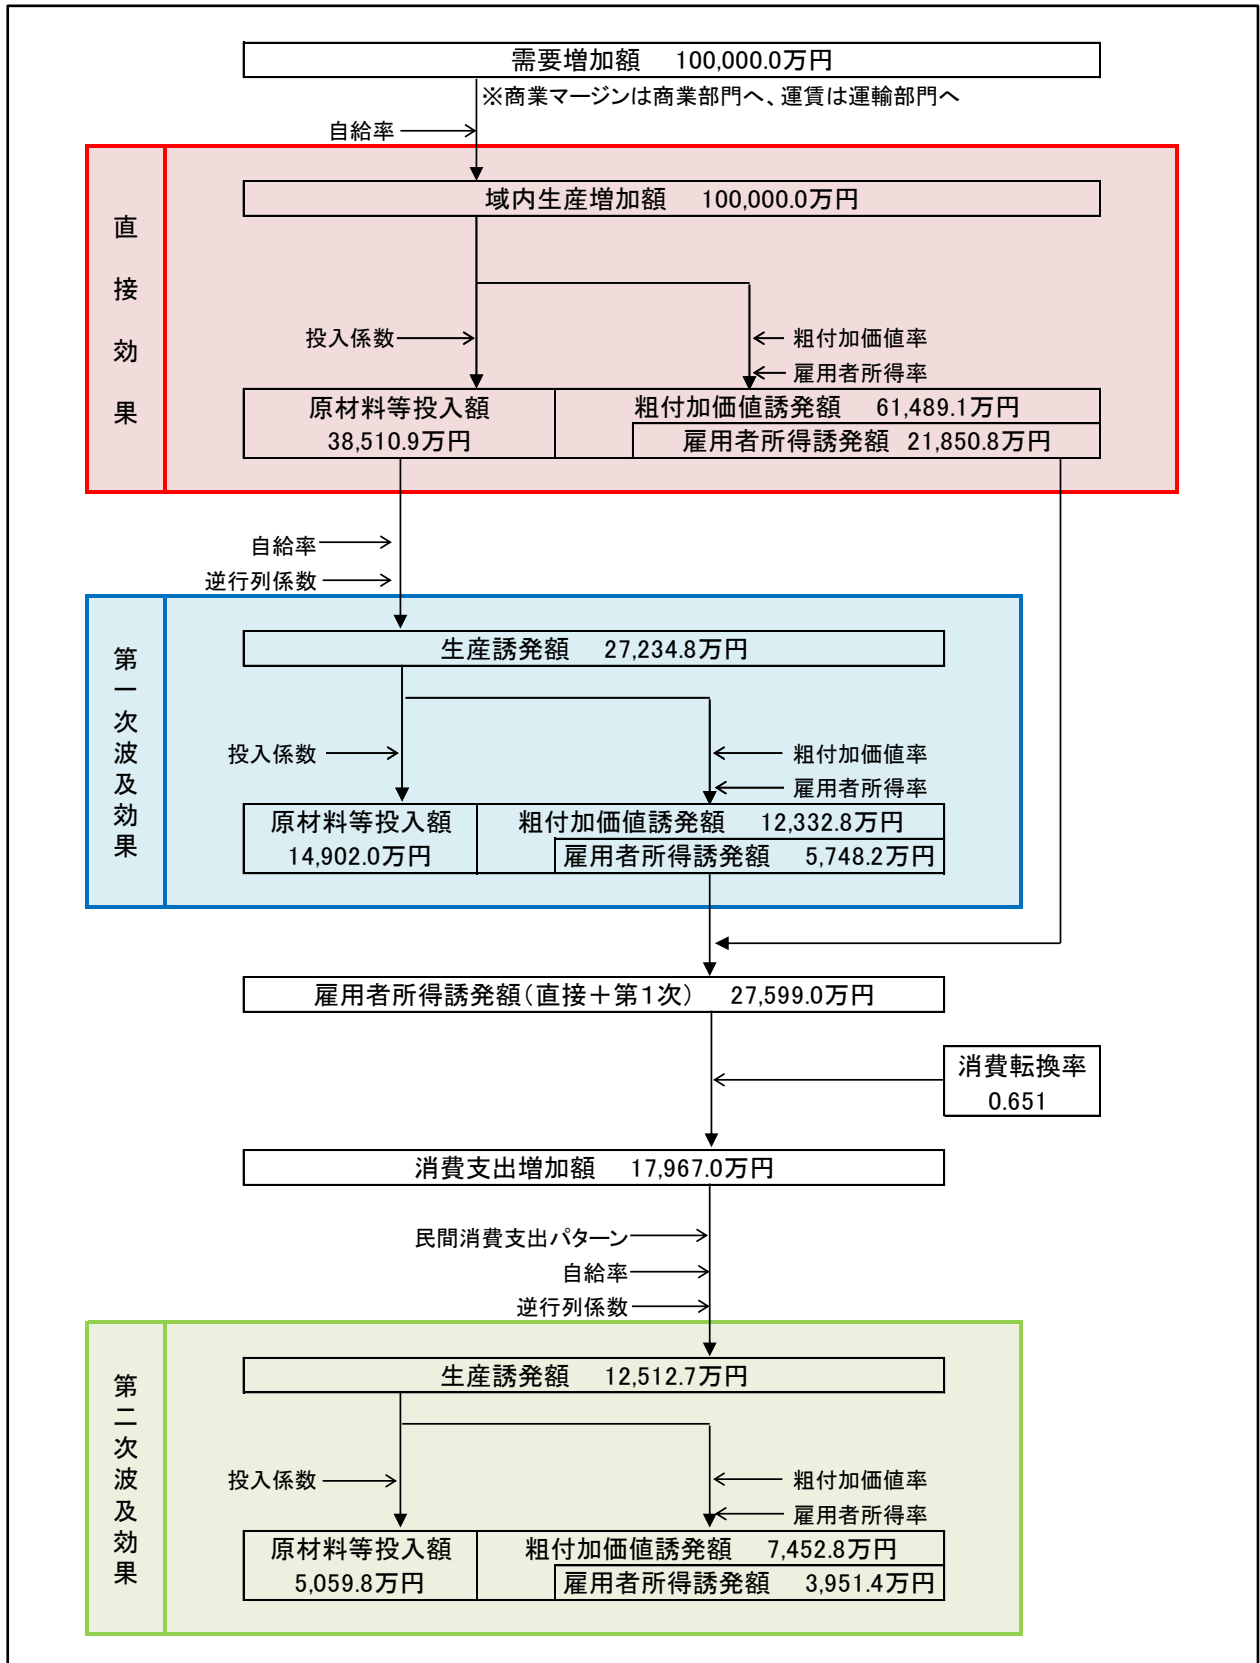 需要増加額　100,000.0万円
※商業マージンは商業部門へ、運賃は運輸部門へ
自給率
直接効果
域内生産増加額　100,000.0万円
投入係数
粗付加価値率
雇用者所得率
原材料等投入額
38,510.9万円
粗付加価値誘発額　61,489.1万円
雇用者所得誘発額　21,850.8万円
自給率
逆行列係数
第一次波及効果
生産誘発額　27,234.8万円
投入係数
粗付加価値率
雇用者所得率
原材料等投入額
14,902.0万円
粗付加価値誘発額　12,332.8万円
雇用者所得誘発額　5,748.2万円
雇用者所得誘発額（直接＋第１次）　27,599.0万円
消費転換率
0.651
消費支出増加額　17,967.0万円
民間消費支出パターン
自給率
逆行列係数
第二次波及効果
生産誘発額　12,512.7万円
投入係数
粗付加価値率
雇用者所得率
原材料等投入額
5,059.8万円
粗付加価値誘発額　7,452.8万円
雇用者所得誘発額　3,951.4万円